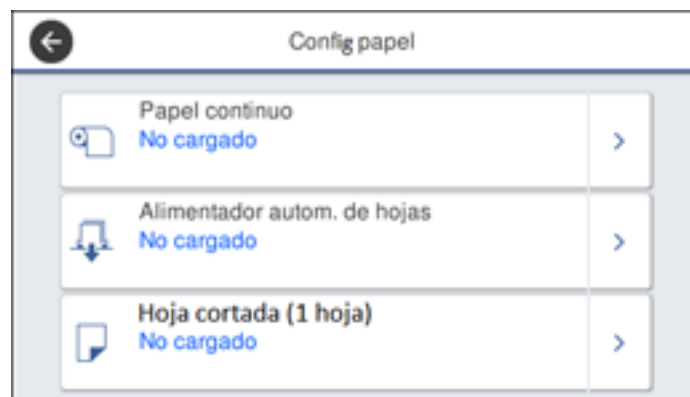 Config papel
Papel continuo
No cargado
Alimentador autom. de hojas
No cargado
Hoja cortada (1 hoja)
No cargado